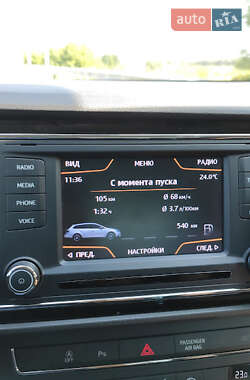 RIA.com
ВИД МЕНЮ РАДИО
11:36 24.0°C
С момента пуска
105 км Ø 68 км/ч
1:32 ч Ø 3.7 л/100км
540 км
ПРЕД. НАСТРОЙКИ СЛЕД.
RADIO
MEDIA
PHONE
VOICE
PASSENGER
AIR BAG